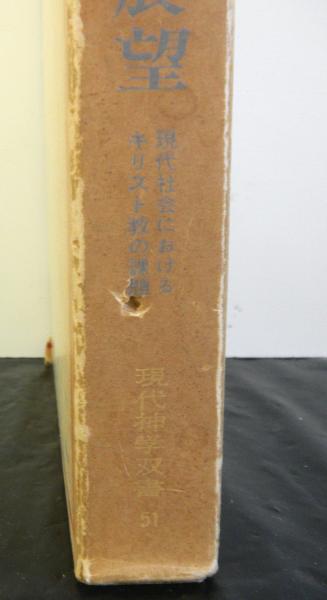 展望
現代社会における
キリスト教の課題
現代神学双書
51